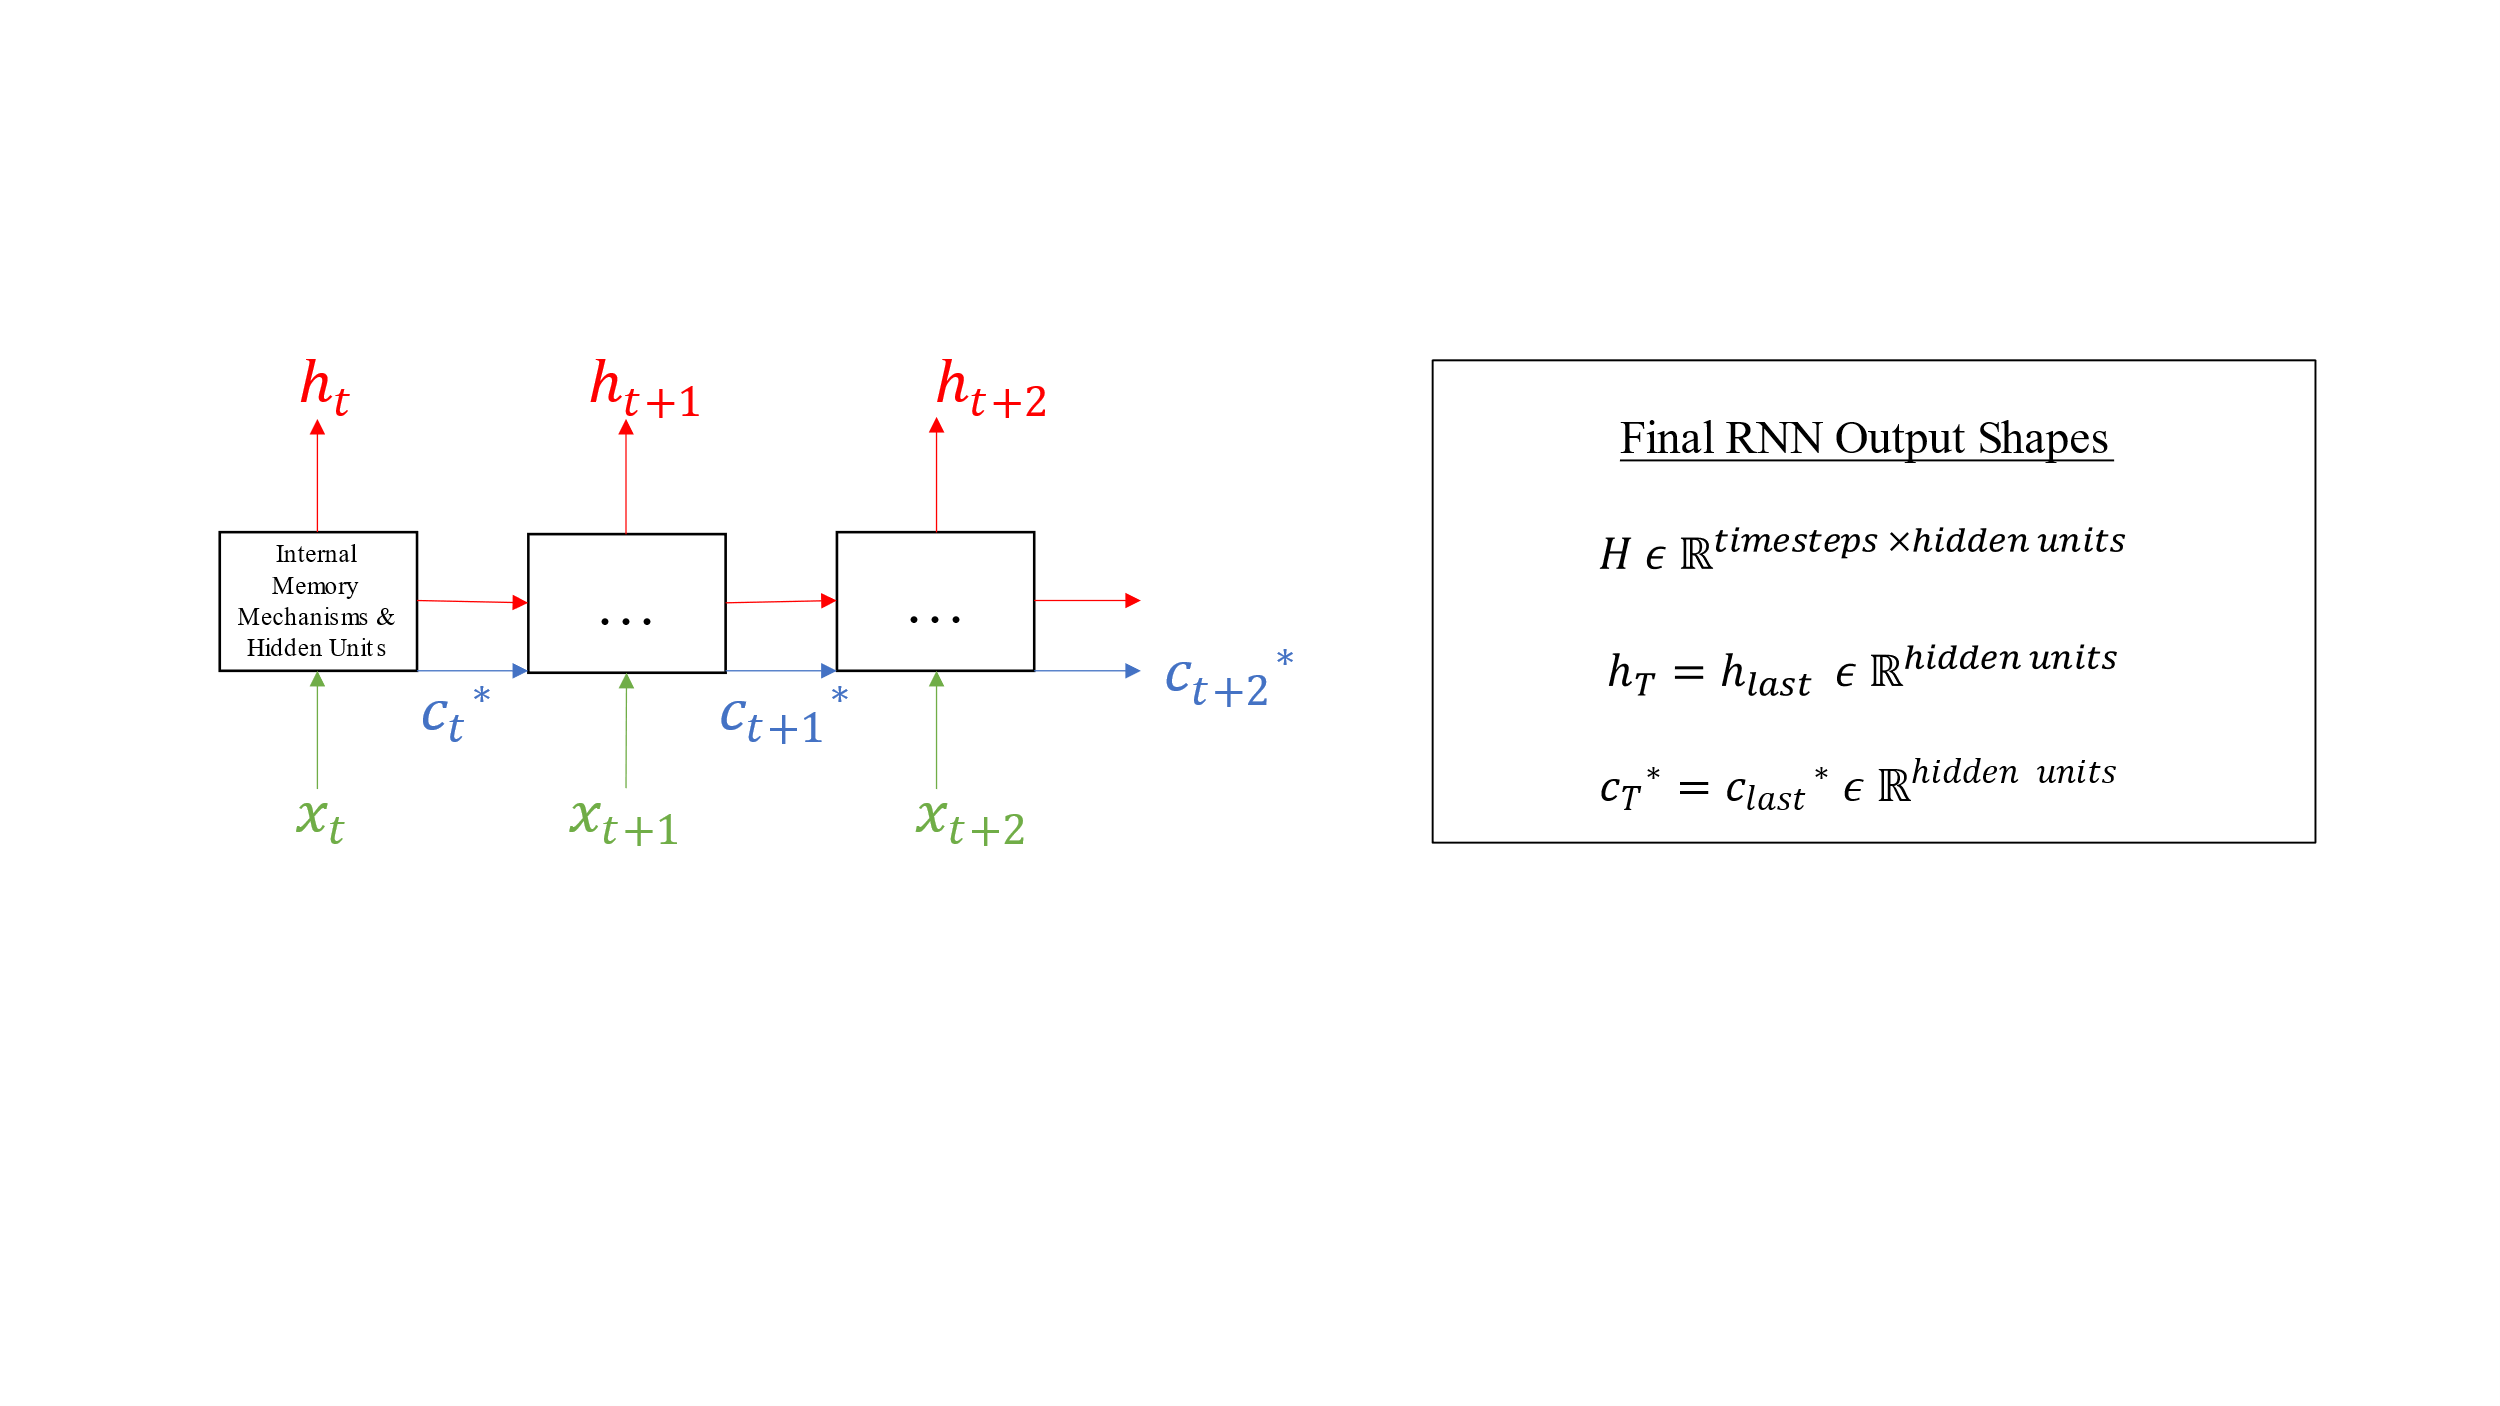 h_t
h_{t+1}
h_{t+2}
Internal
Memory
Mechanisms &
Hidden Units
...
...
c_t^*
c_{t+1}^*
c_{t+2}^*
x_t
x_{t+1}
x_{t+2}
Final RNN Output Shapes
H ϵ ℝ^{timesteps ×hidden units}
h_T = h_{last} ϵ ℝ^{hidden units}
c_T^* = c_{last}^* ϵ ℝ^{hidden units}